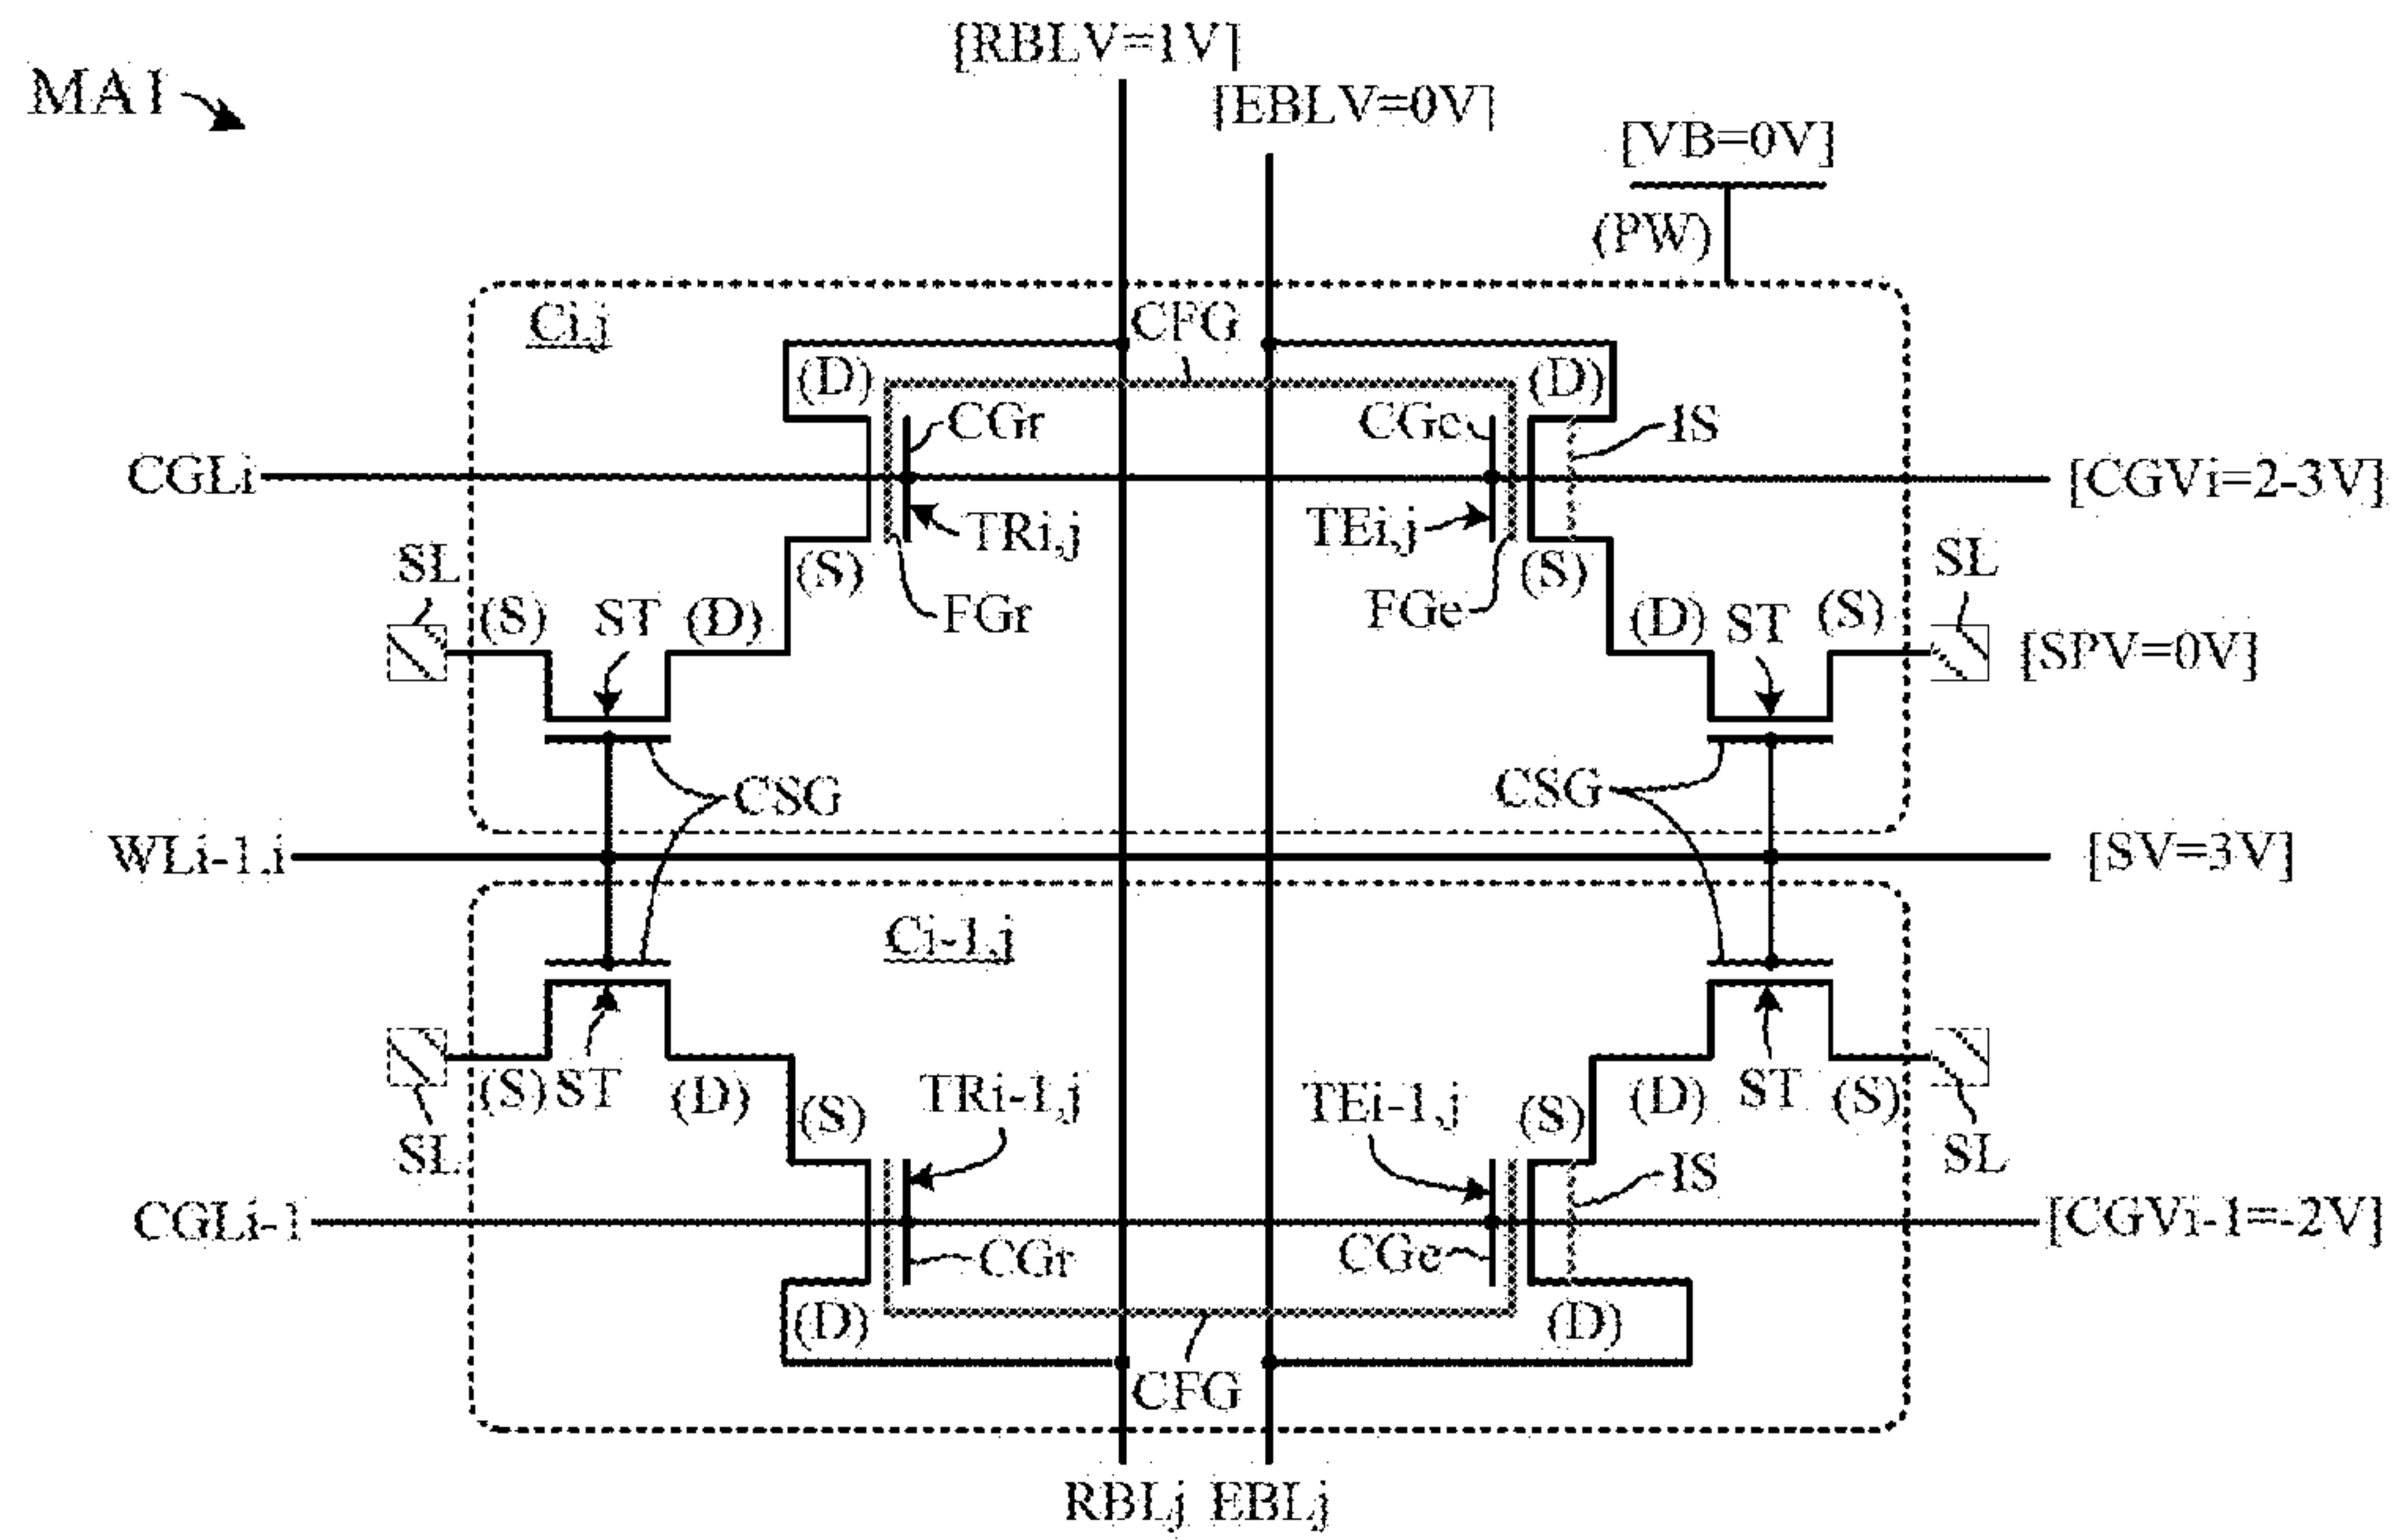 [RBLV=1V]
MA1
[EBLV=0V]
[VB=0V]
(PW)
Ci,j
CFG
(D)
(D)
CGr
CGe
IS
CGLi
[CGVi=2-3V]
TRi,j
TEi,j
SL
(S)
(S)
SL
(S)
ST
(D)
FGr
FGe
(D)
ST
(S)
[SPV=0V]
CSG
CSG
WLi-1,i
[SV=3V]
Ci-1,j
(S)
ST
(D)
(S)
TRi-1,j
TEi-1,j
(S)
(D)
ST
(S)
SL
IS
SL
CGLi-1
[CGVi-1=-2V]
CGr
CGe
(D)
(D)
CFG
RBLj
EBLj